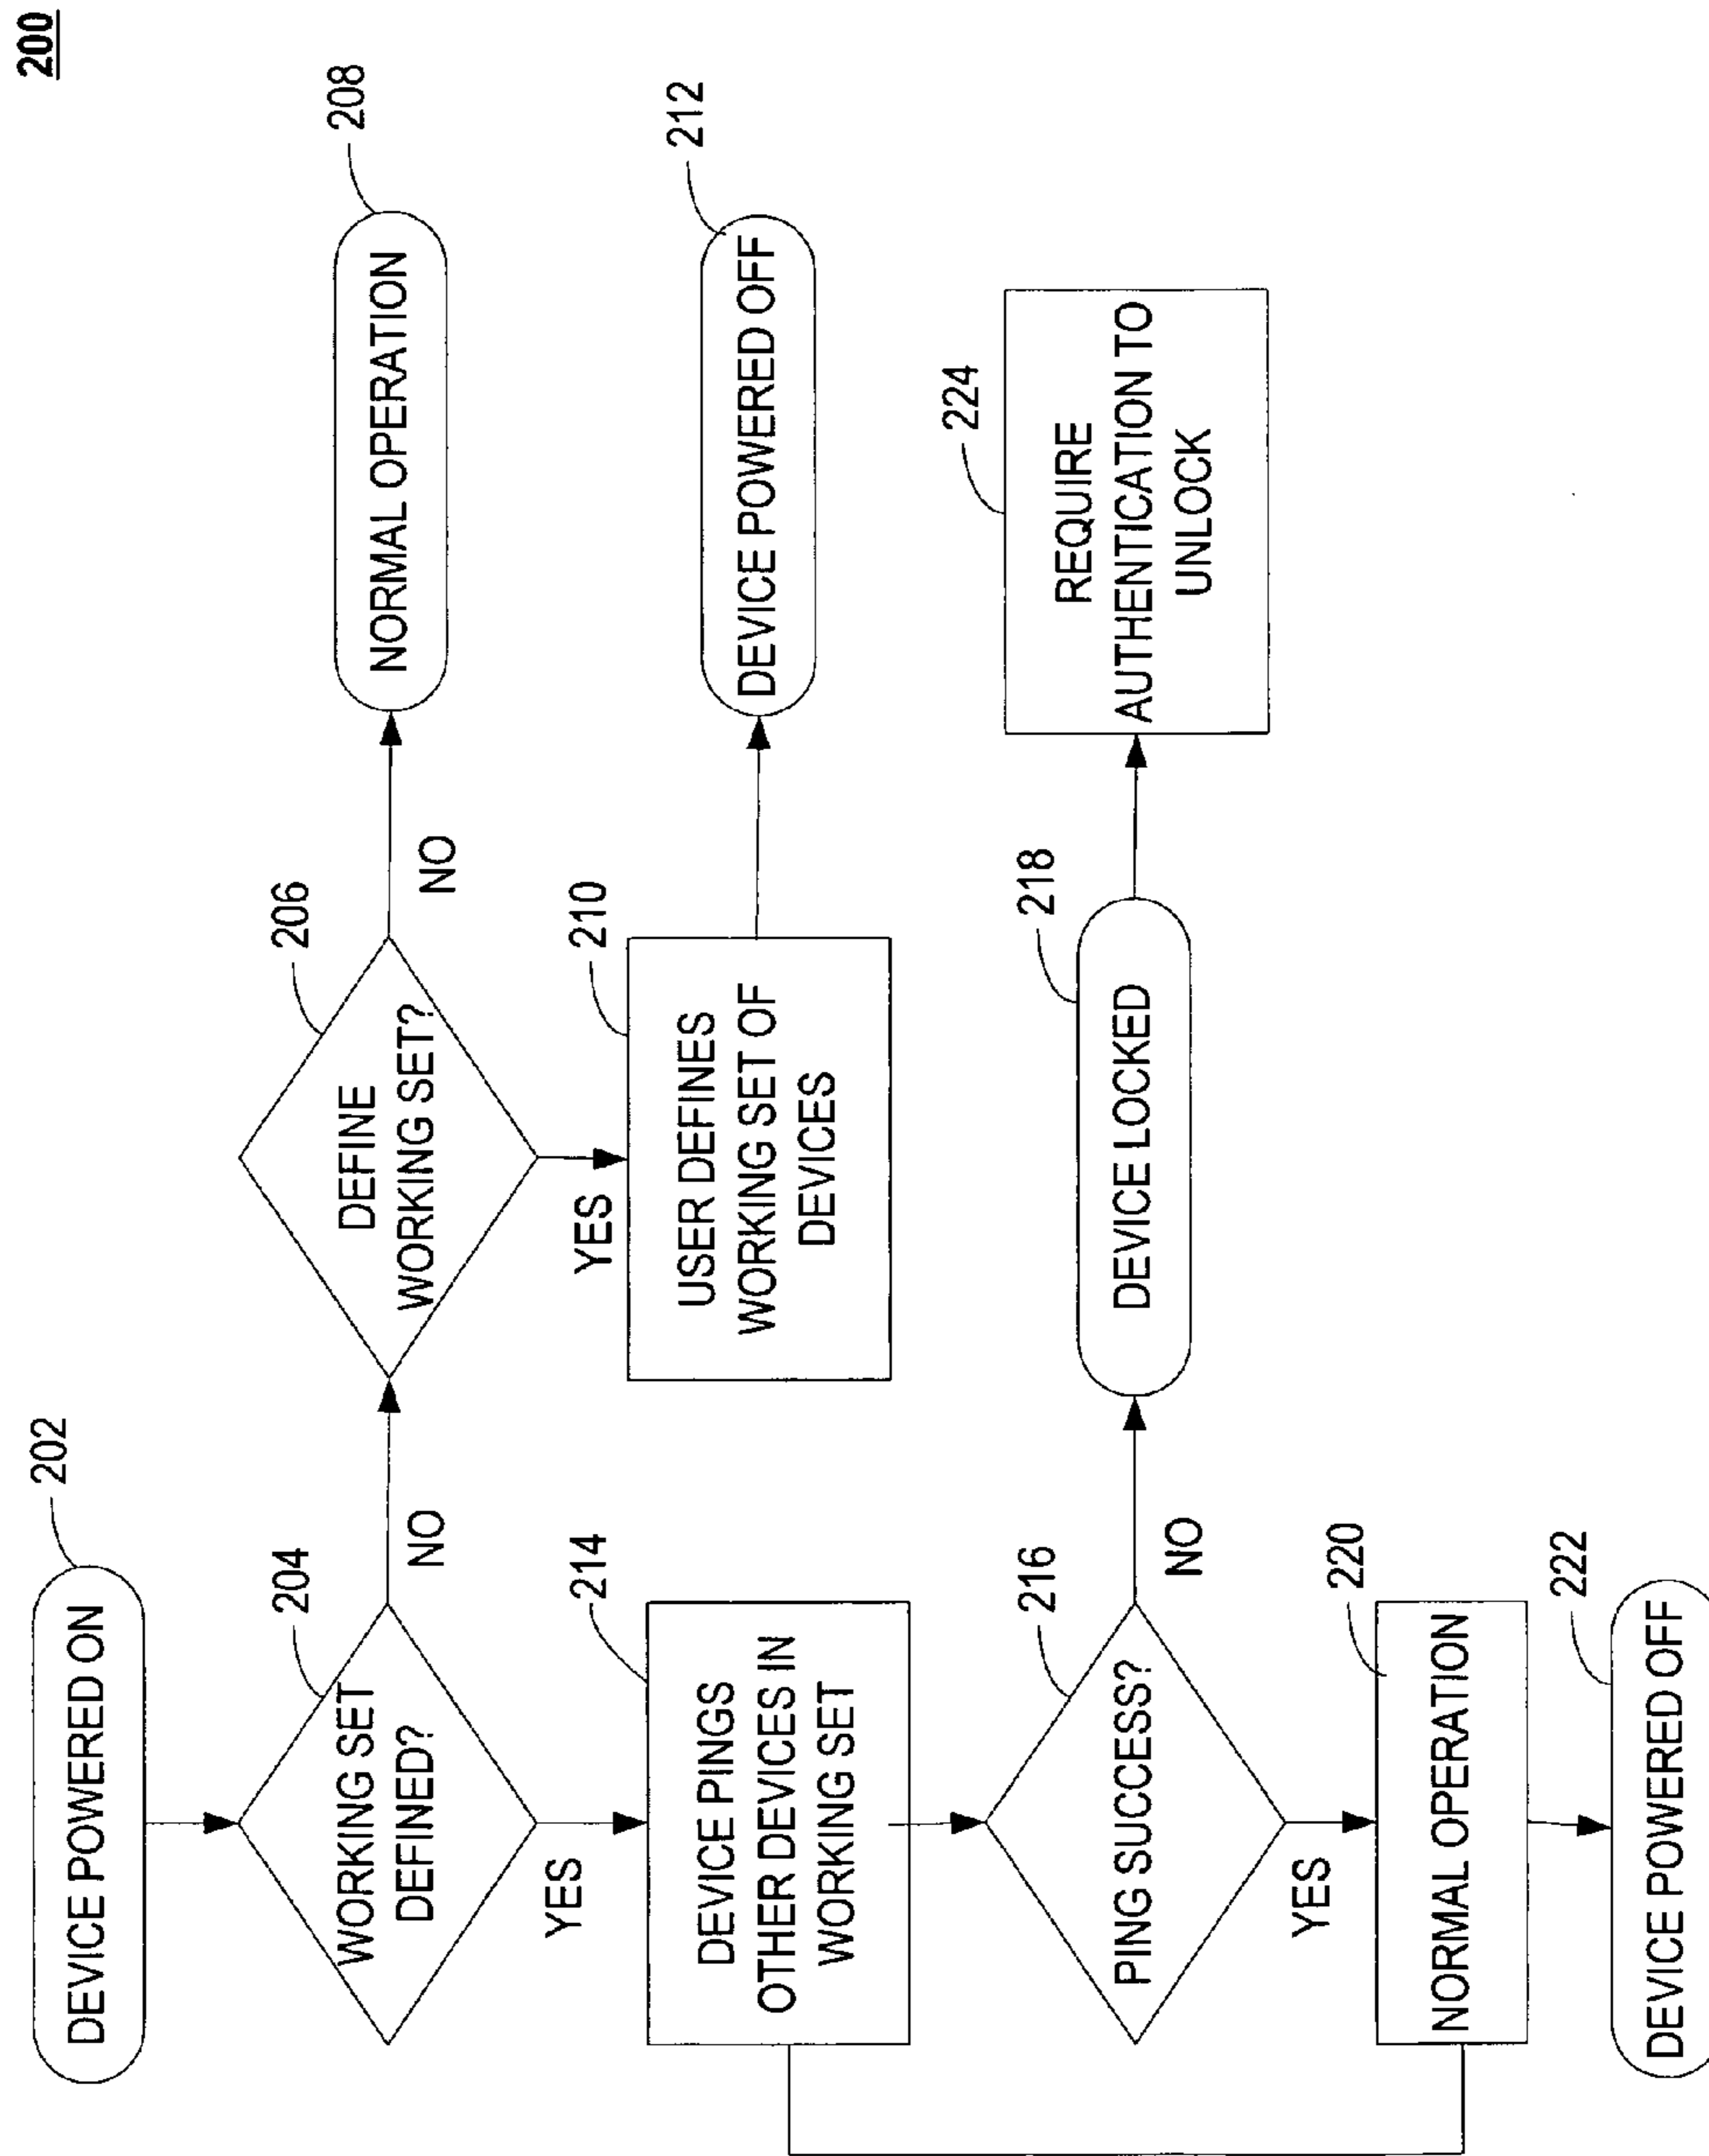 200
202
DEVICE POWERED ON
204
WORKING SET
DEFINED?
NO
YES
206
DEFINE
WORKING SET?
NO
YES
208
NORMAL OPERATION
210
USER DEFINES
WORKING SET OF
DEVICES
212
DEVICE POWERED OFF
214
DEVICE PINGS
OTHER DEVICES IN
WORKING SET
216
PING SUCCESS?
NO
YES
218
DEVICE LOCKED
224
REQUIRE
AUTHENTICATION TO
UNLOCK
220
NORMAL OPERATION
222
DEVICE POWERED OFF